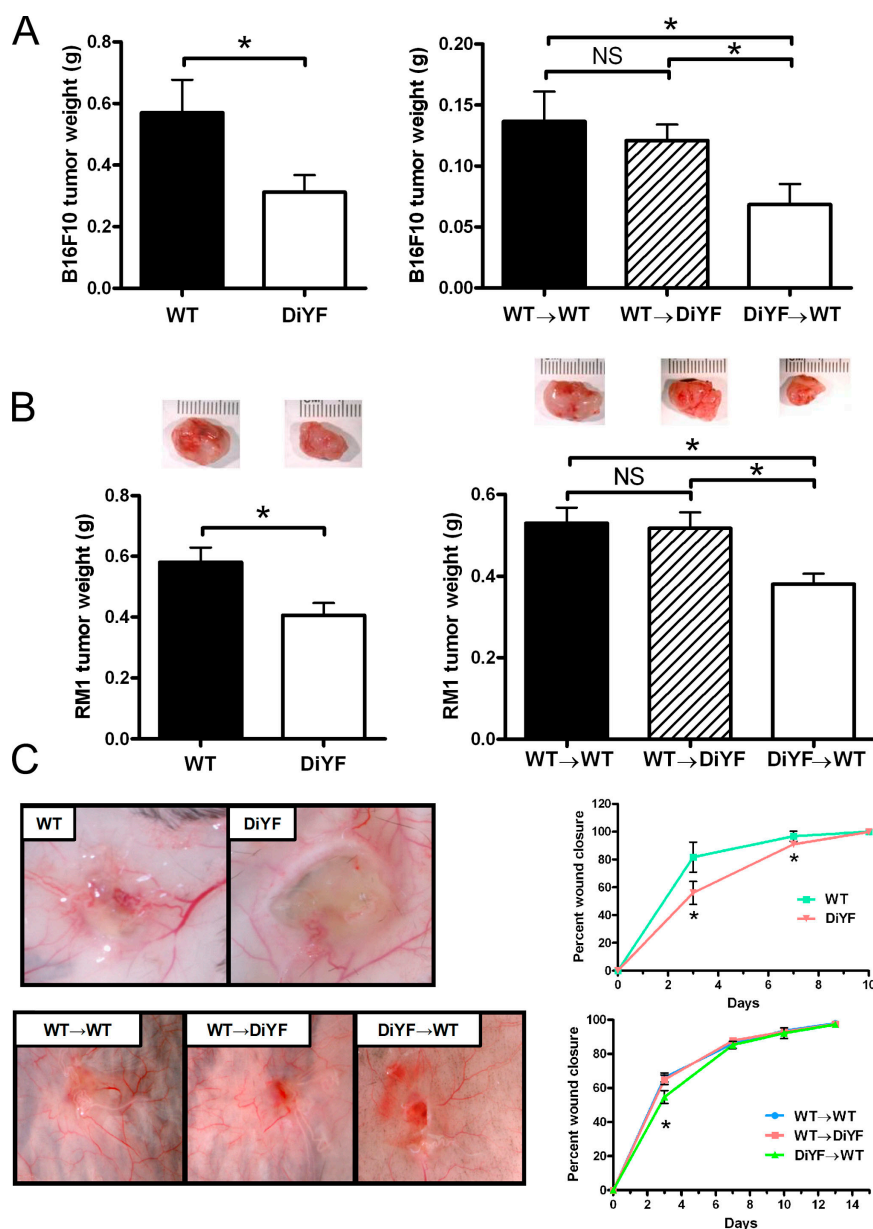 A
B16F10 tumor weight (g)
0.8
0.6
0.4
0.2
0.0
*
WT
DiYF
B16F10 tumor weight (g)
0.20
0.15
0.10
0.05
0.00
*
NS
*
WT→WT
WT→DiYF
DiYF→WT
B
RM1 tumor weight (g)
0.8
0.6
0.4
0.2
0.0
*
WT
DiYF
RM1 tumor weight (g)
0.6
0.4
0.2
0.0
*
NS
*
WT→WT
WT→DiYF
DiYF→WT
C
WT
DiYF
Percent wound closure
120
100
80
60
40
20
0
*
*
WT
DiYF
0 2 4 6 8 10
Days
WT→WT
WT→DiYF
DiYF→WT
Percent wound closure
100
80
60
40
20
0
*
WT→WT
WT→DiYF
DiYF→WT
0 3 6 9 12 15
Days